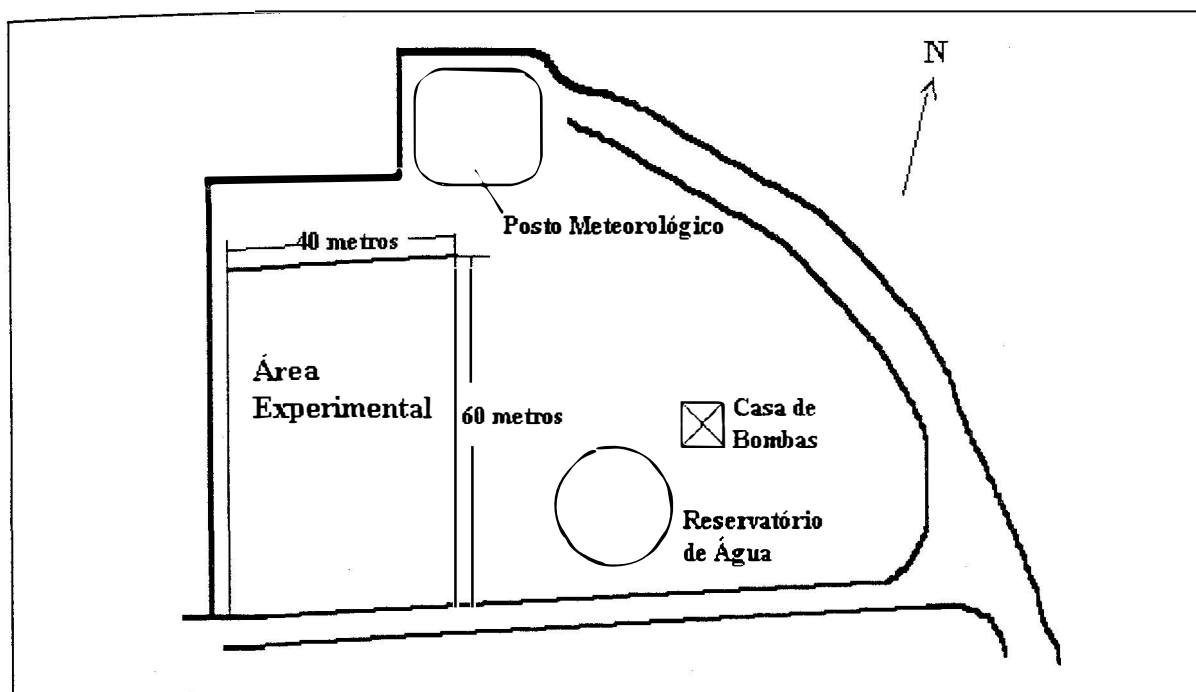 N
Posto Meteorológico
40 metros
Área
Experimental
60 metros
Casa de
Bombas
Reservatório
de Água